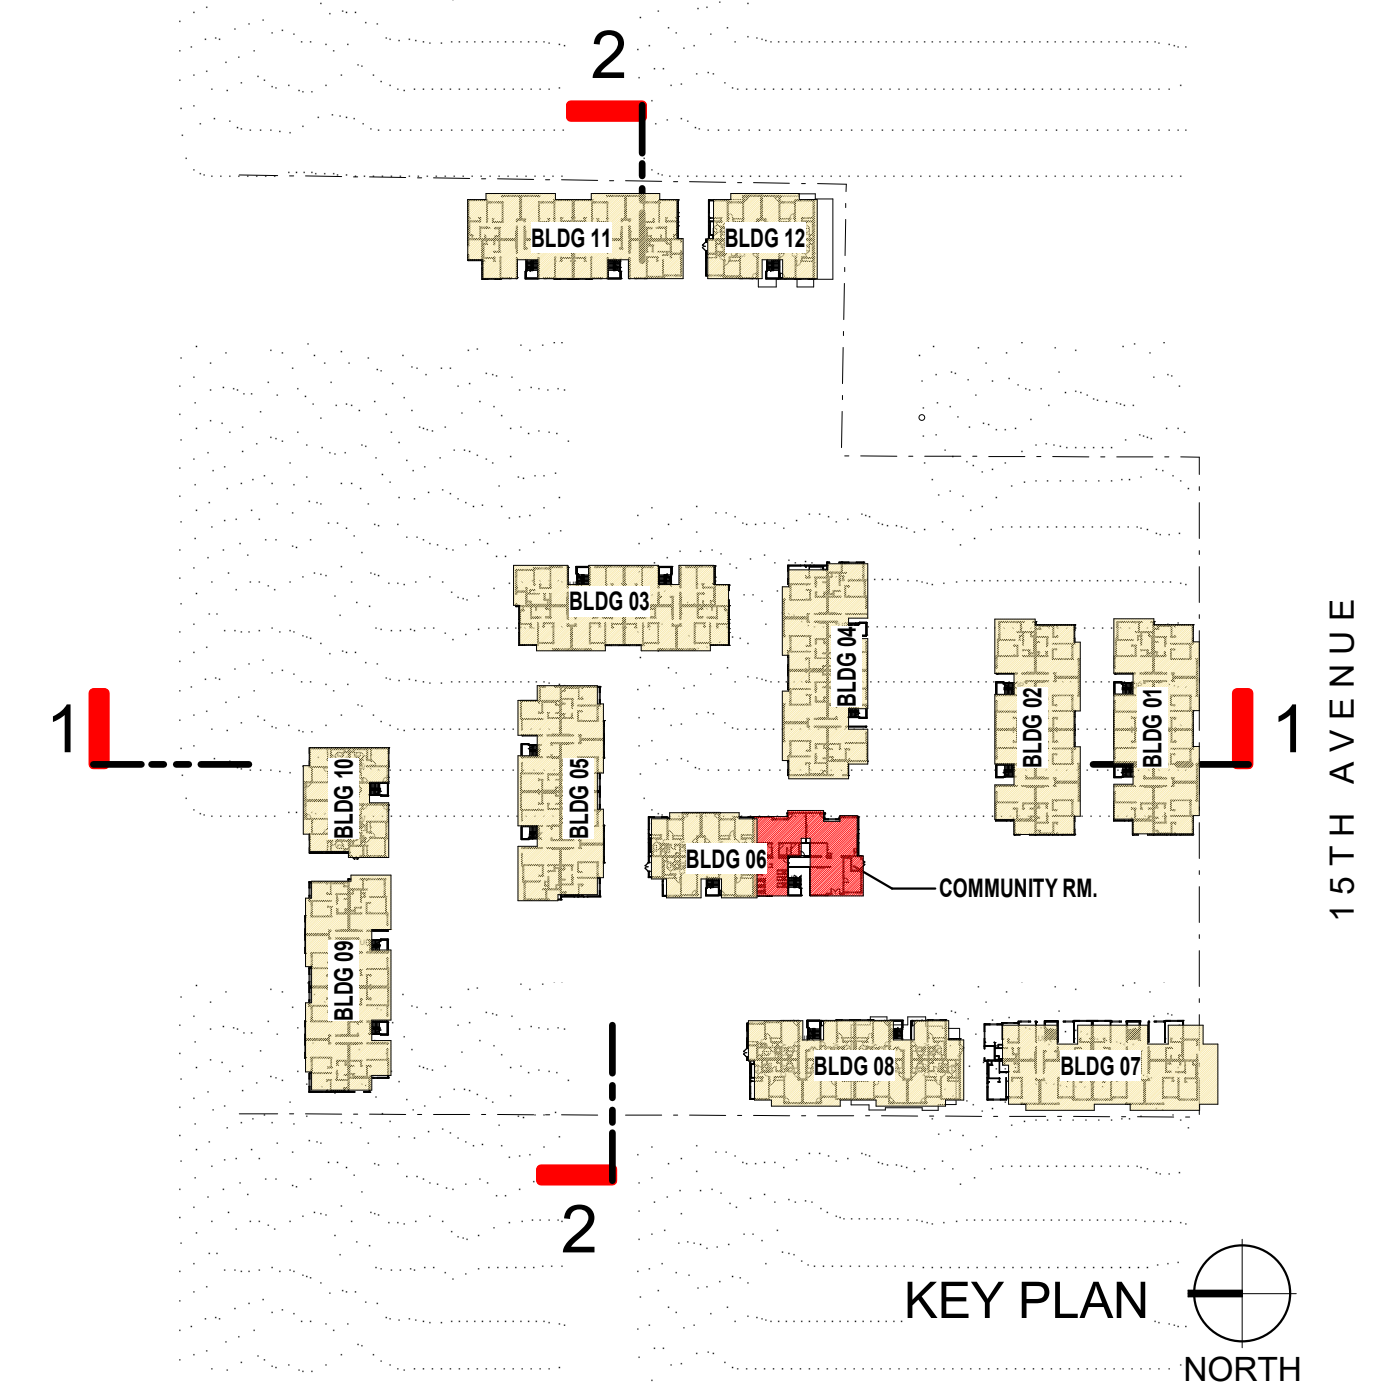 2
BLDG 11
BLDG 12
BLDG 03
BLDG 04
15TH AVENUE
1
BLDG 10
BLDG 05
BLDG 02
BLDG 01
1
BLDG 06
COMMUNITY RM.
BLDG 09
BLDG 08
BLDG 07
2
KEY PLAN
NORTH